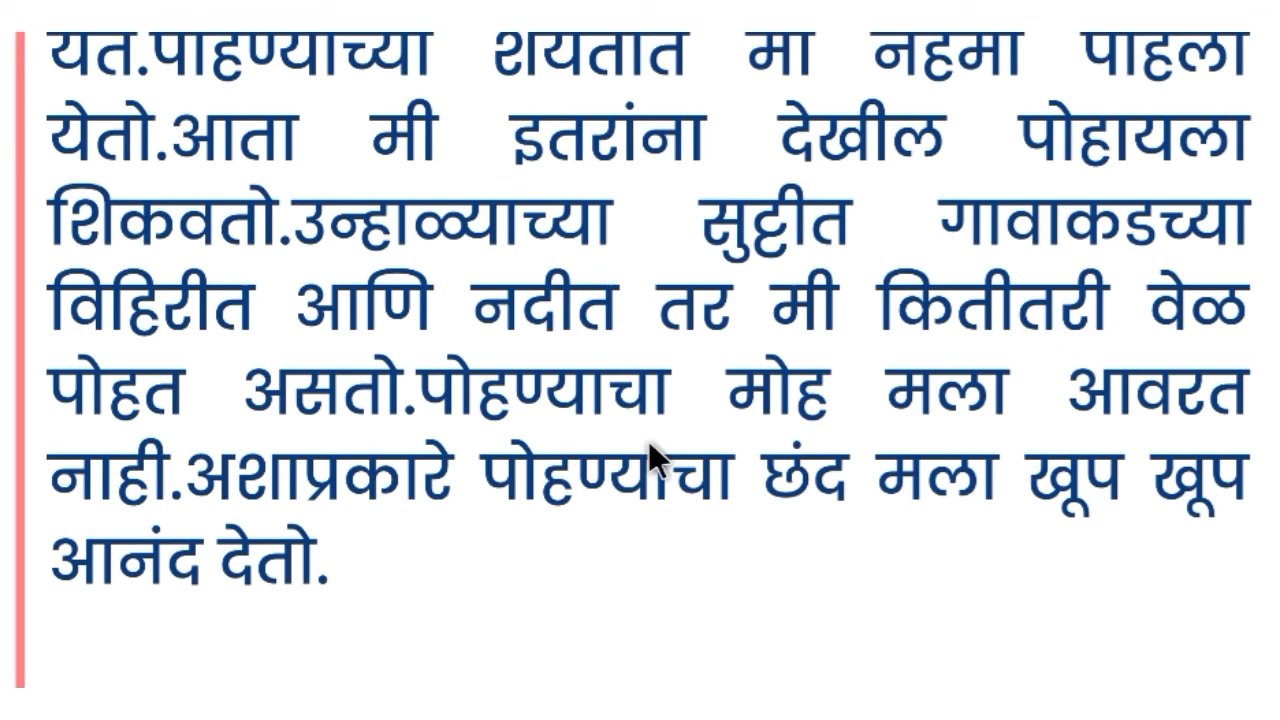 येत.पोहण्याच्या शर्यतीत मी नेहमी पहिला
येतो.आता मी इतरांना देखील पोहायला
शिकवतो.उन्हाळ्याच्या सुट्टीत गावाकडच्या
विहिरीत आणि नदीत तर मी कितीतरी वेळ
पोहत असतो.पोहण्याचा मोह मला आवरत
नाही.अशाप्रकारे पोहण्याचा छंद मला खूप खूप
आनंद देतो.